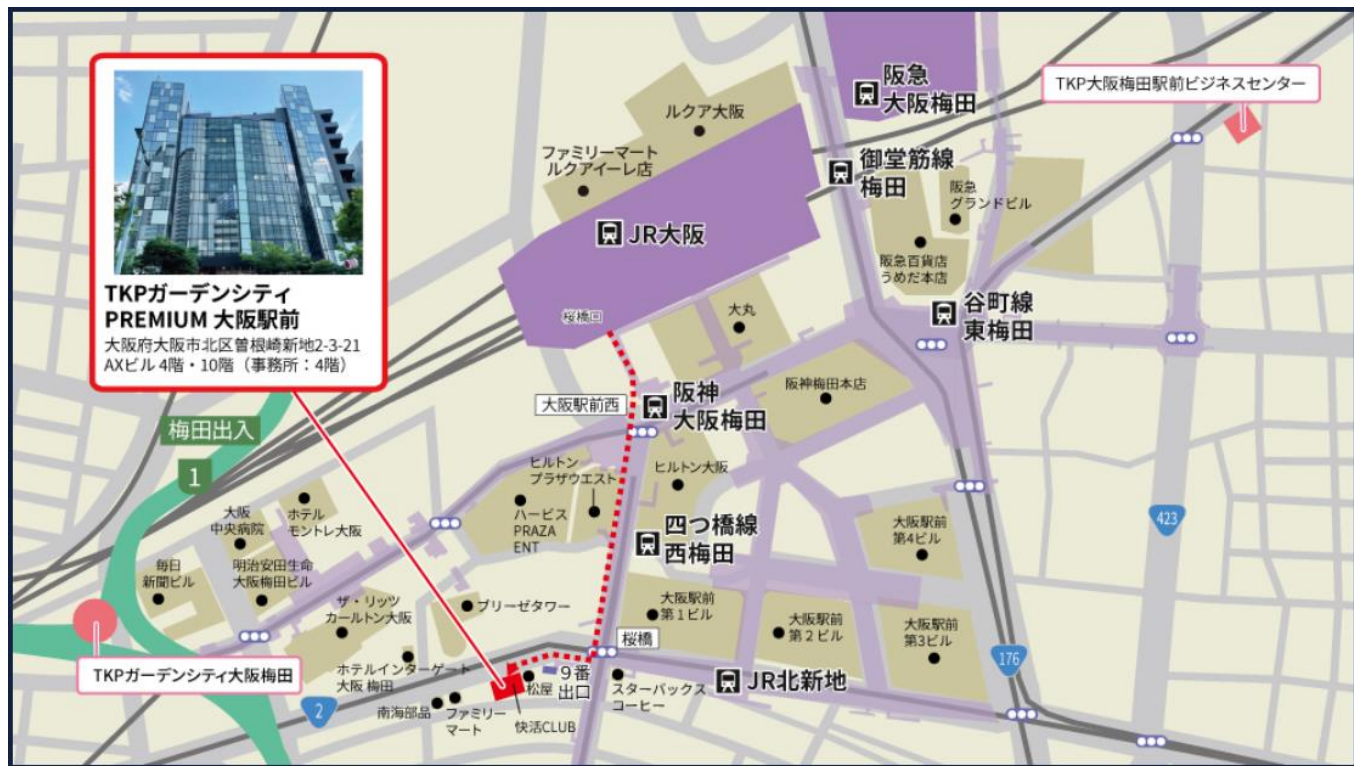 阪急
大阪梅田
TKP大阪梅田駅前ビジネスセンター
ルクア大阪
ファミリーマート
ルクアイーレ店
御堂筋線
梅田
阪急
グランドビル
JR大阪
阪急百貨店
うめだ本店
TKPガーデンシティ
PREMIUM 大阪駅前
大阪府大阪市北区曽根崎新地2-3-21
AXビル 4階・10階（事務所：4階）
桜橋口
大丸
谷町線
東梅田
阪神
大阪梅田
阪神梅田本店
大阪駅前西
梅田出入
1
ヒルトン
プラザウエスト
ヒルトン大阪
ハービス
PRAZA
ENT
大阪
中央病院
ホテル
モントレ大阪
四つ橋線
西梅田
大阪駅前
第4ビル
423
毎日
新聞ビル
明治安田生命
大阪梅田ビル
ザ・リッツ
カールトン大阪
ブリーゼタワー
大阪駅前
第1ビル
大阪駅前
第2ビル
大阪駅前
第3ビル
桜橋
176
TKPガーデンシティ大阪梅田
ホテルインターゲート
大阪 梅田
松屋
9番
出口
スターバックス
コーヒー
JR北新地
2
南海部品
ファミリー
マート
快活CLUB